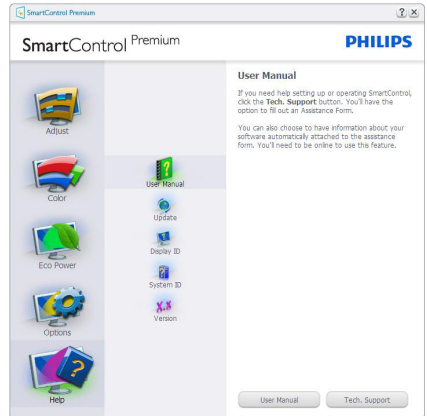 SmartControl Premium
SmartControl Premium
PHILIPS
Adjust
Color
Eco Power
Options
Help
User Manual
Update
Display ID
System ID
X.X
Version
User Manual
If you need help setting up or operating SmartControl,
click the Tech. Support button. You'll have the
option to fill out an Assistance Form.
You can also choose to have information about your
software automatically attached to the assistance
form. You'll need to be online to use this feature.
User Manual
Tech. Support